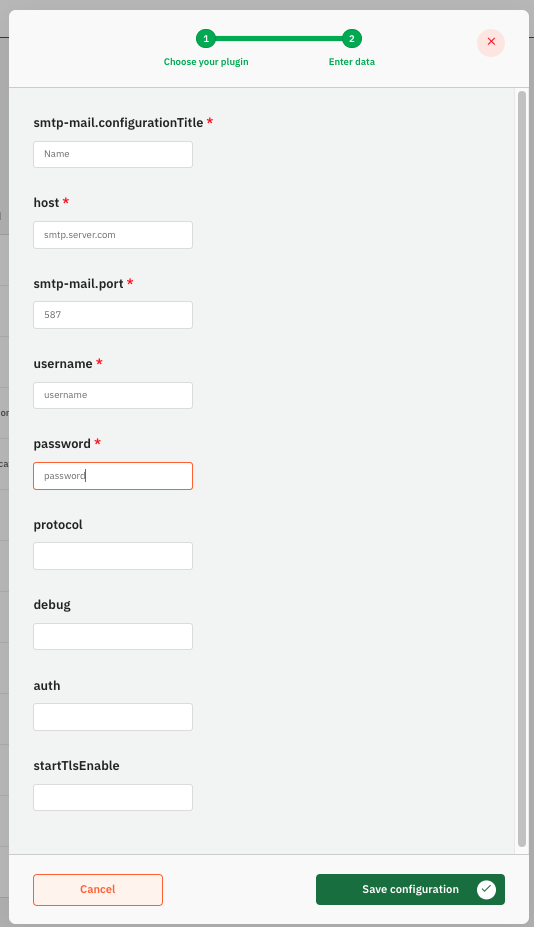 1
2
Choose your plugin
Enter data
smtp-mail.configurationTitle *
Name
host *
smtp.server.com
smtp-mail.port *
587
username *
username
password *
password
protocol
debug
auth
startTlsEnable
Cancel
Save configuration